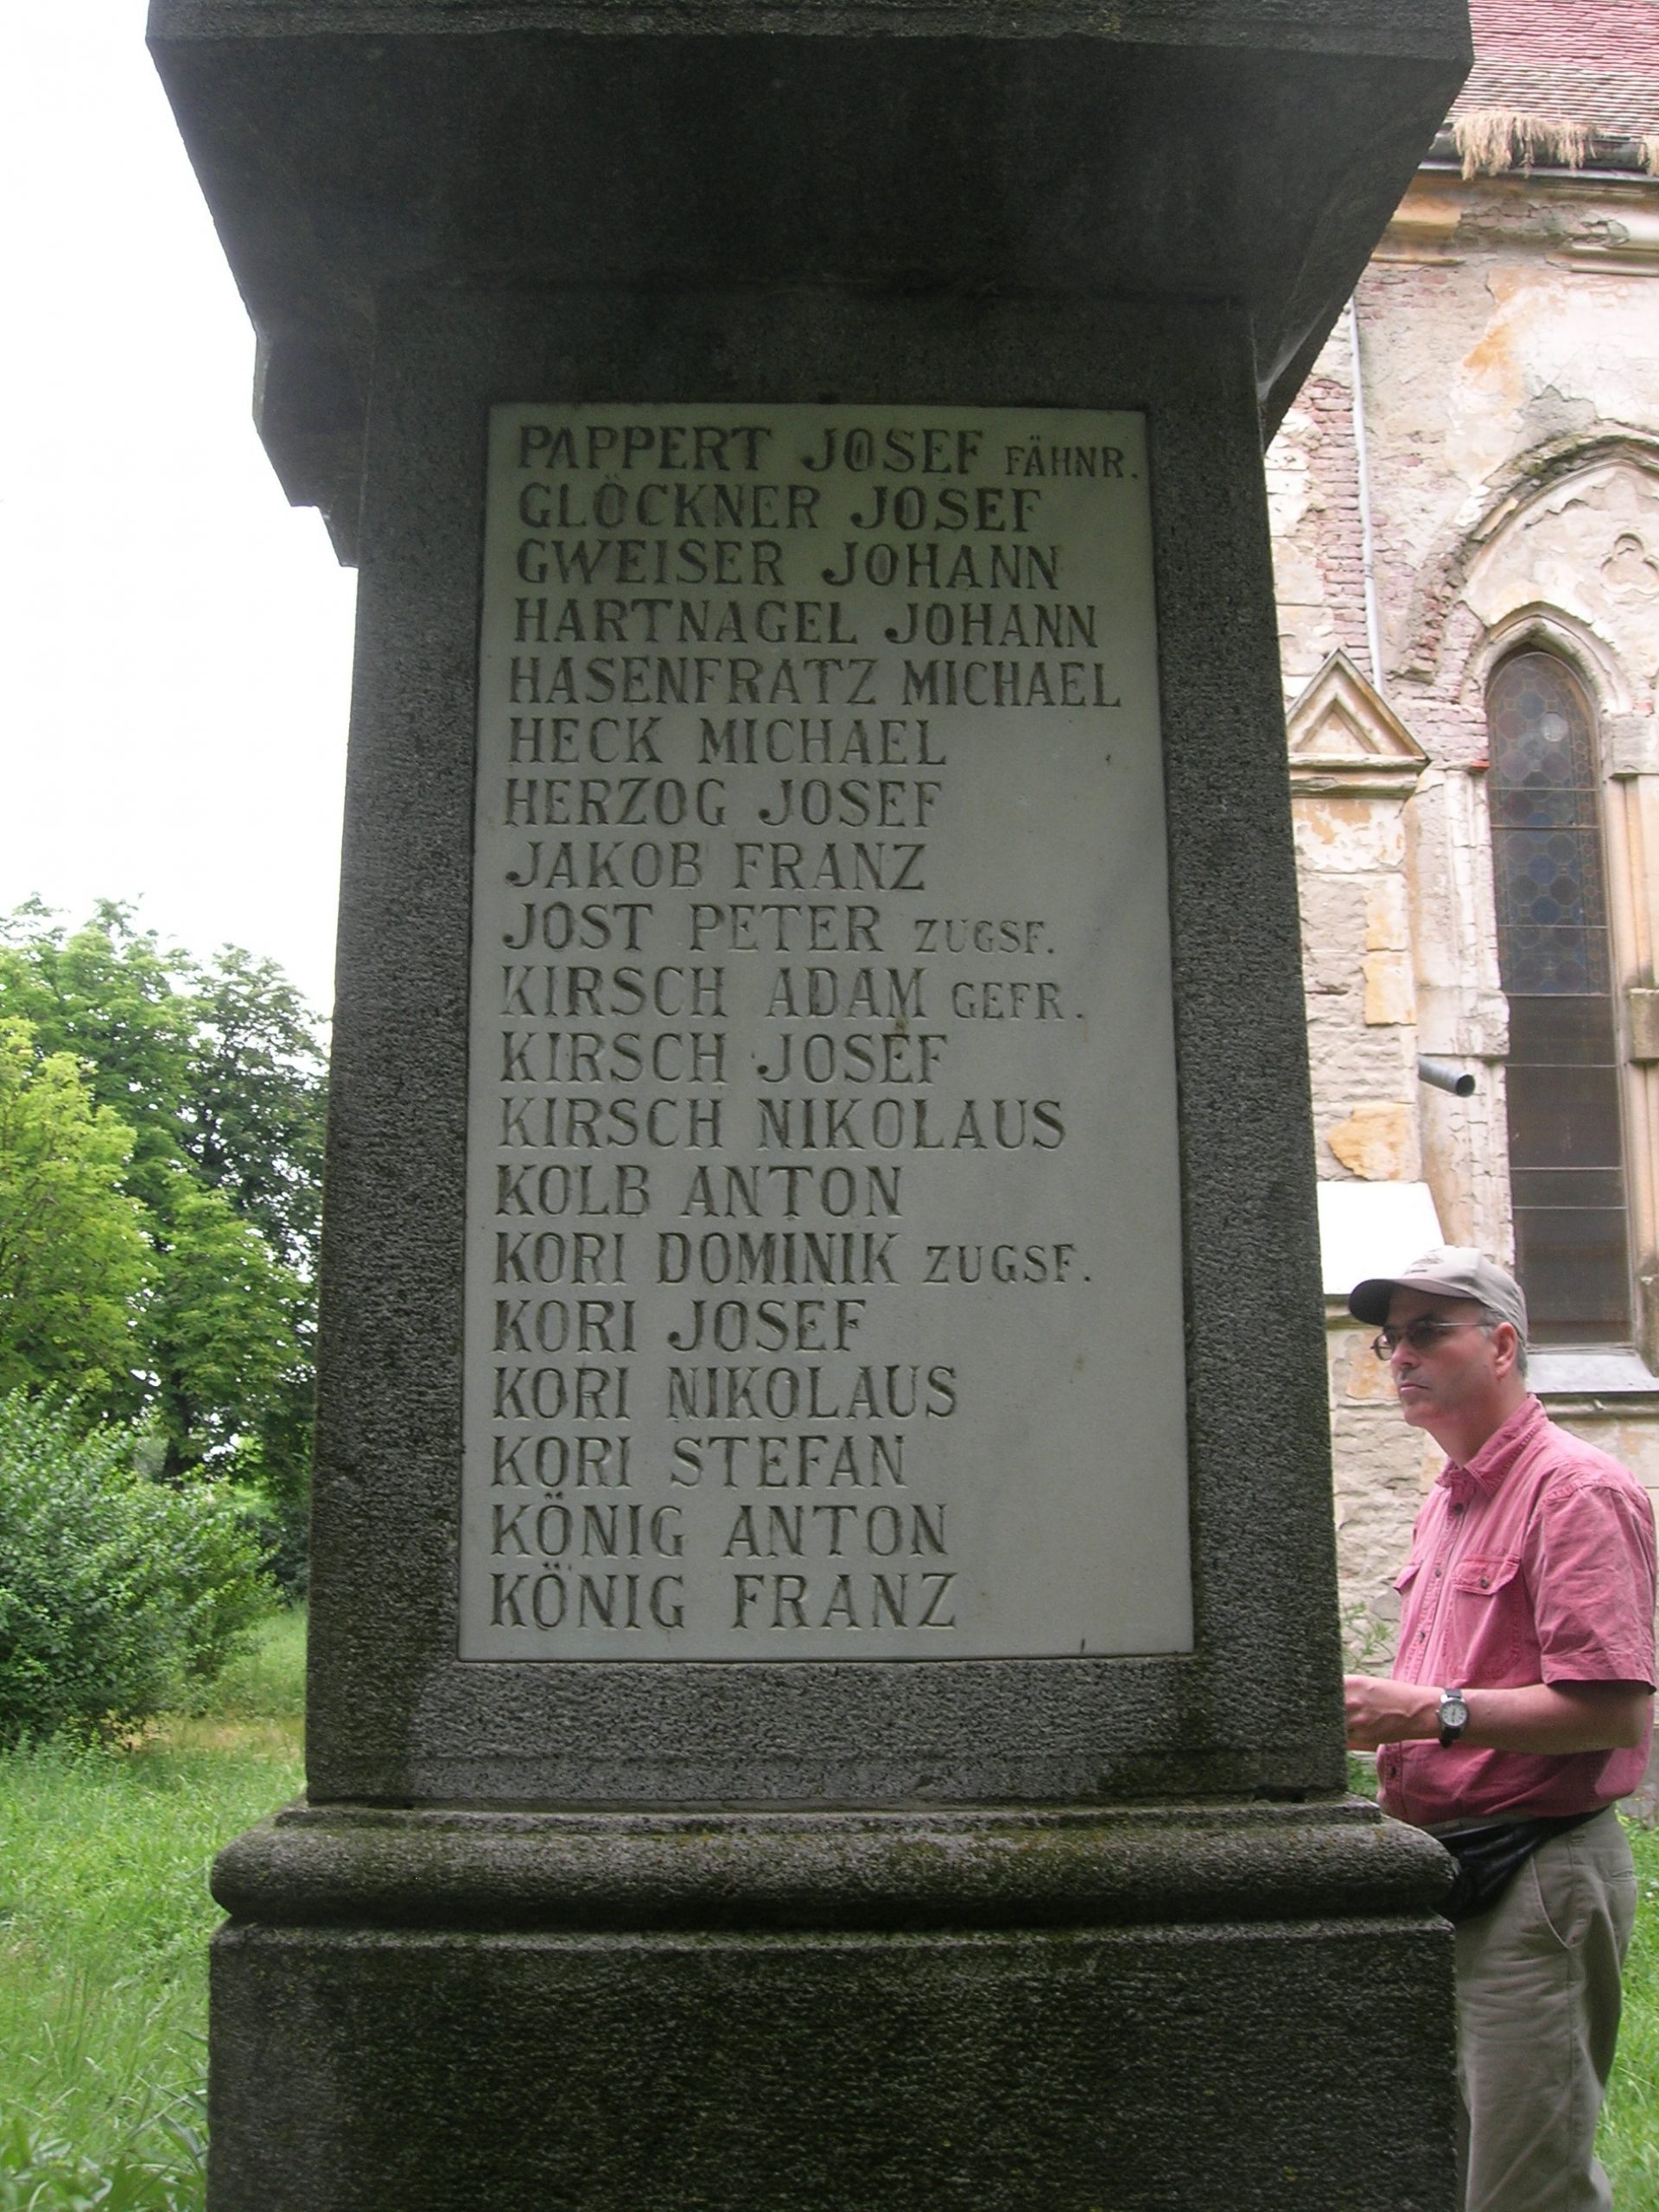 PAPPERT JOSEF FÄHNR.
GLÖCKNER JOSEF
GWEISER JOHANN
HARTNAGEL JOHANN
HASENFRATZ MICHAEL
HECK MICHAEL
HERZOG JOSEF
JAKOB FRANZ
JOST PETER ZUGSF.
KIRSCH ADAM GEFR.
KIRSCH JOSEF
KIRSCH NIKOLAUS
KOLB ANTON
KORI DOMINIK ZUGSF.
KORI JOSEF
KORI NIKOLAUS
KORI STEFAN
KÖNIG ANTON
KÖNIG FRANZ